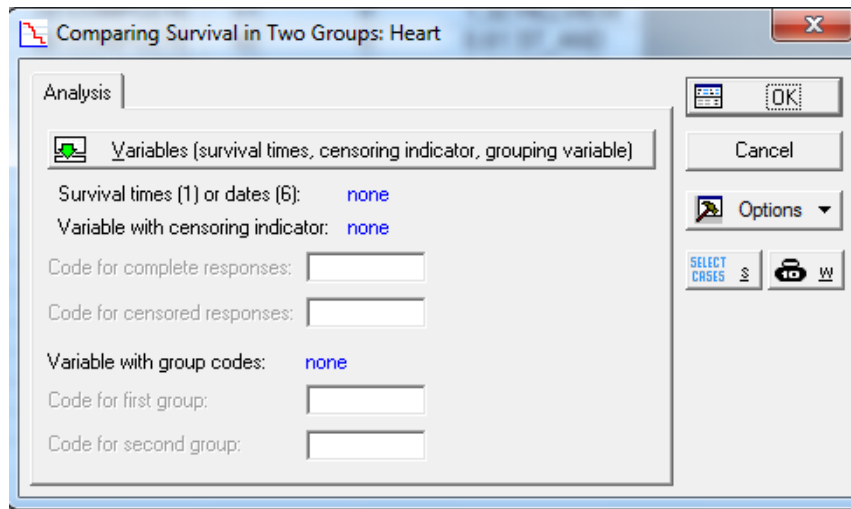 Comparing Survival in Two Groups: Heart
Analysis
Variables (survival times, censoring indicator, grouping variable)
Survival times (1) or dates (6): none
Variable with censoring indicator: none
Code for complete responses:
Code for censored responses:
Variable with group codes: none
Code for first group:
Code for second group:
OK
Cancel
Options
SELECT
CASES S
10 W